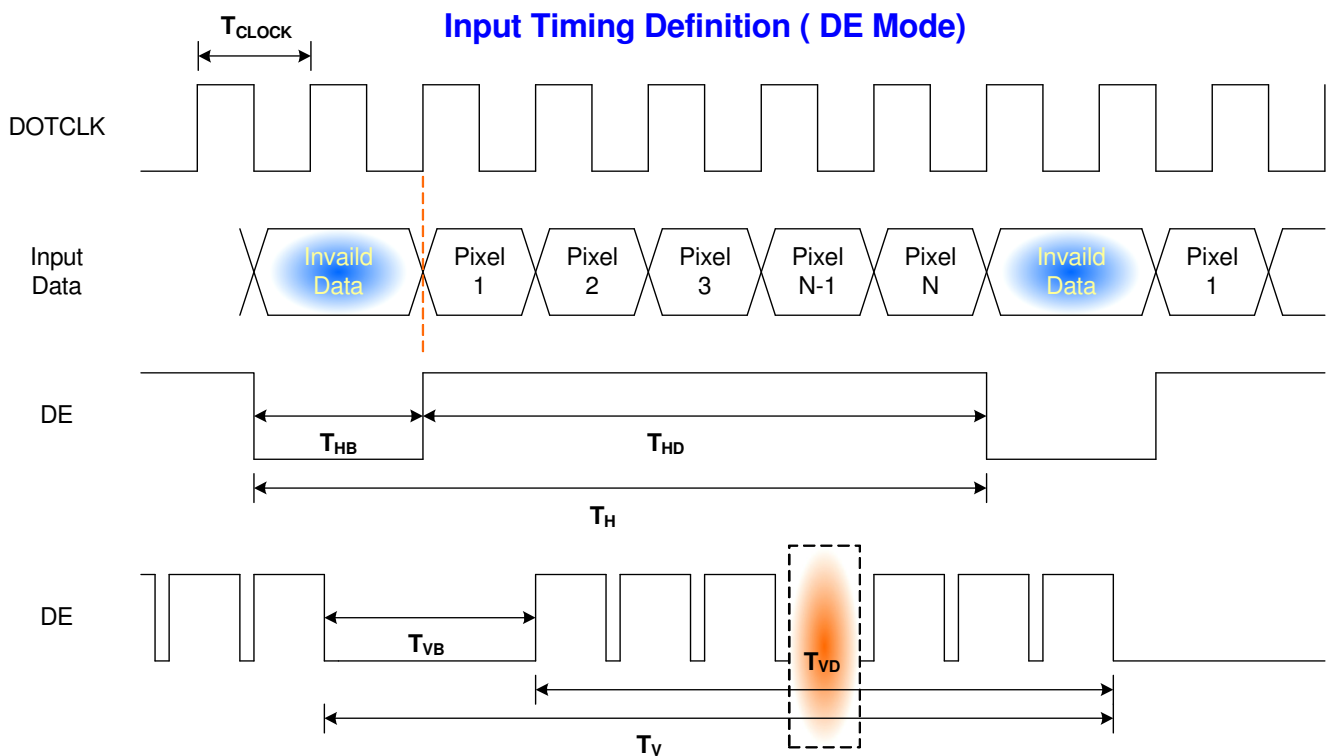 Input Timing Definition ( DE Mode)
TCLOCK
DOTCLK
Input
Data
Invaild
Data
Pixel
1
Pixel
2
Pixel
3
Pixel
N-1
Pixel
N
Invaild
Data
Pixel
1
DE
THB
THD
TH
DE
TVB
TVD
TV